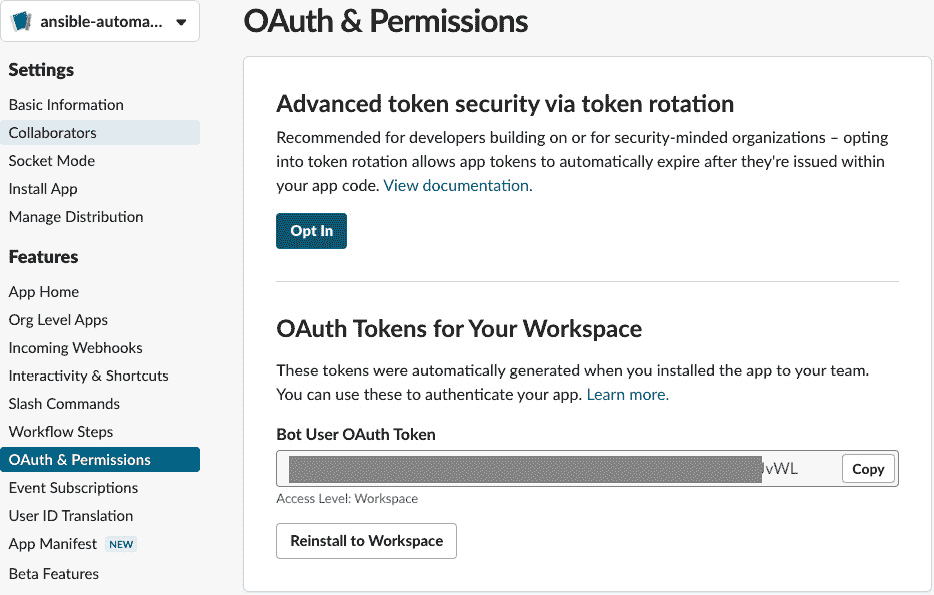 ansible-automa...
Settings
Basic Information
Collaborators
Socket Mode
Install App
Manage Distribution
Features
App Home
Org Level Apps
Incoming Webhooks
Interactivity & Shortcuts
Slash Commands
Workflow Steps
OAuth & Permissions
Event Subscriptions
User ID Translation
App Manifest NEW
Beta Features
OAuth & Permissions
Advanced token security via token rotation
Recommended for developers building on or for security-minded organizations – opting
into token rotation allows app tokens to automatically expire after they're issued within
your app code. View documentation.
Opt In
OAuth Tokens for Your Workspace
These tokens were automatically generated when you installed the app to your team.
You can use these to authenticate your app. Learn more.
Bot User OAuth Token
vWL Copy
Access Level: Workspace
Reinstall to Workspace